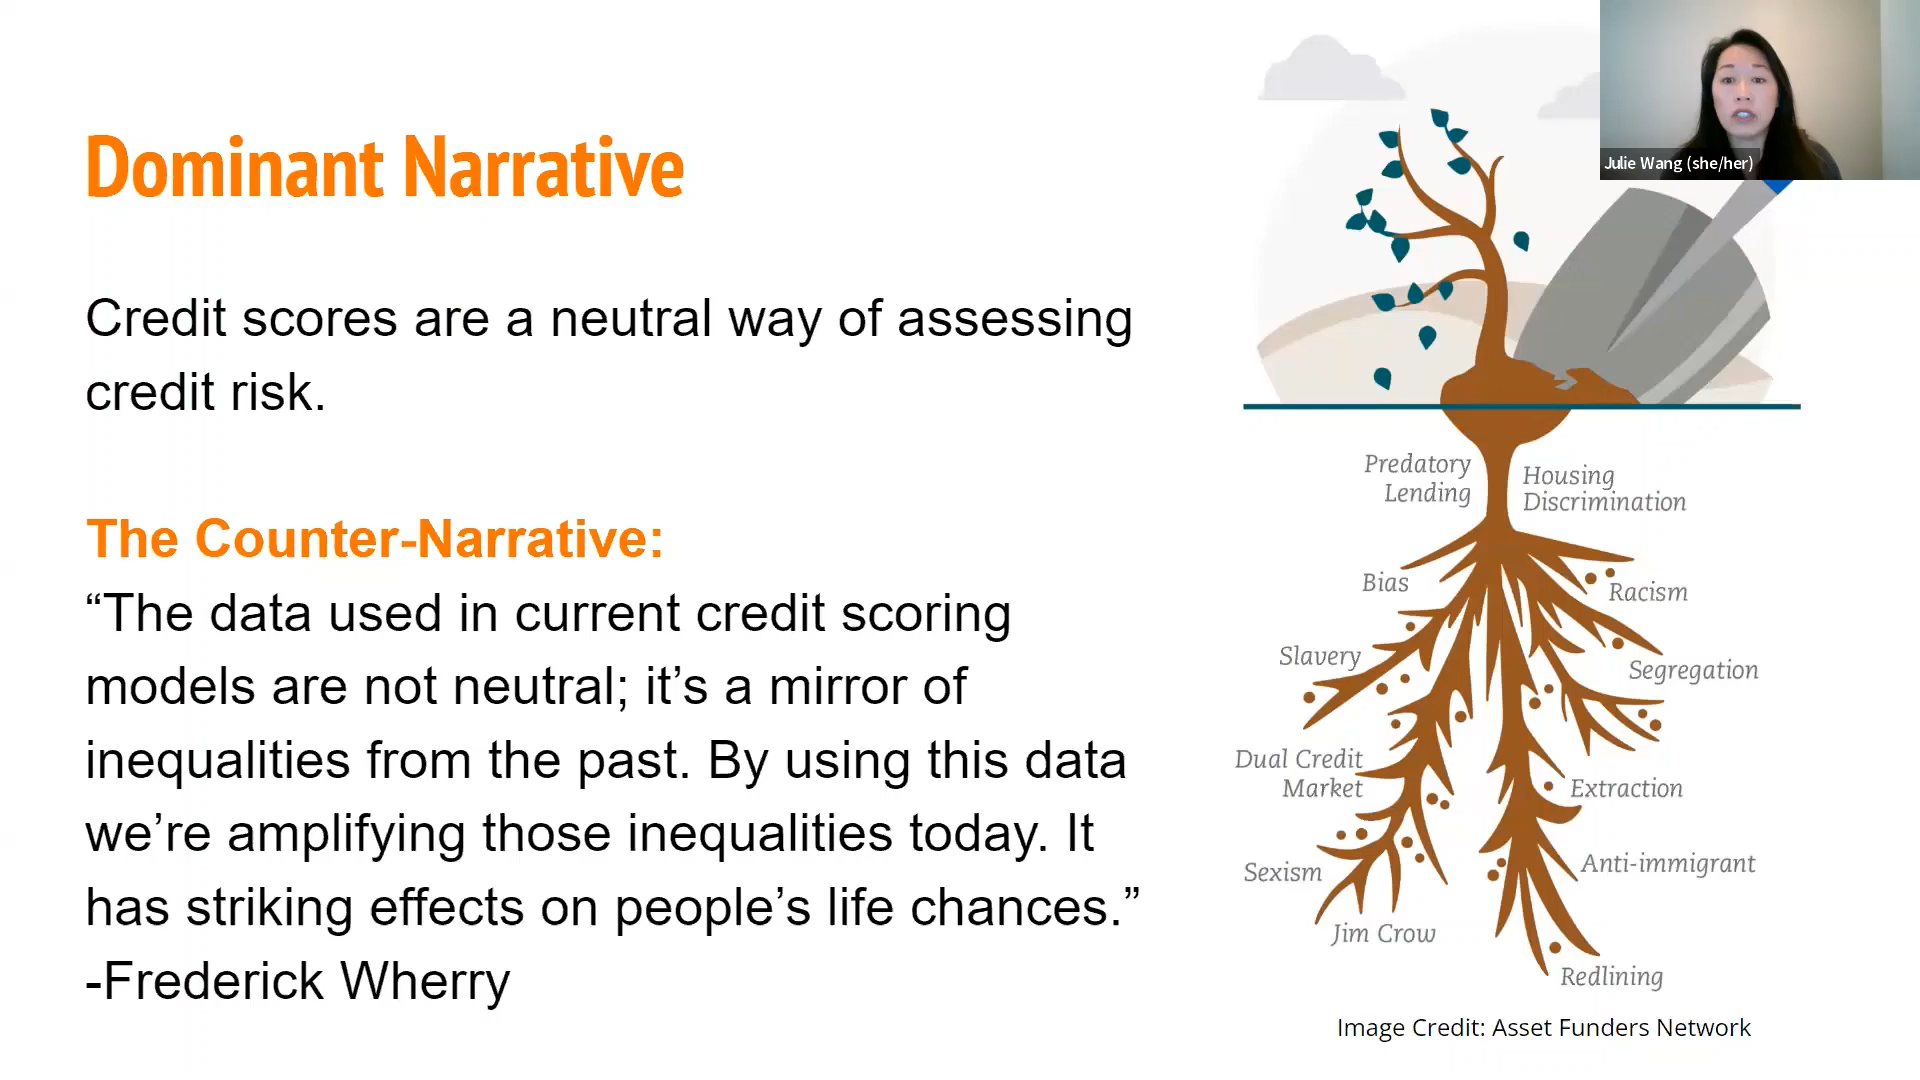 Dominant Narrative
Credit scores are a neutral way of assessing
credit risk.
The Counter-Narrative:
“The data used in current credit scoring
models are not neutral; it’s a mirror of
inequalities from the past. By using this data
we’re amplifying those inequalities today. It
has striking effects on people’s life chances.”
-Frederick Wherry
Julie Wang (she/her)
Predatory
Lending
Housing
Discrimination
Bias
Racism
Slavery
Segregation
Dual Credit
Market
Extraction
Sexism
Anti-immigrant
Jim Crow
Redlining
Image Credit: Asset Funders Network